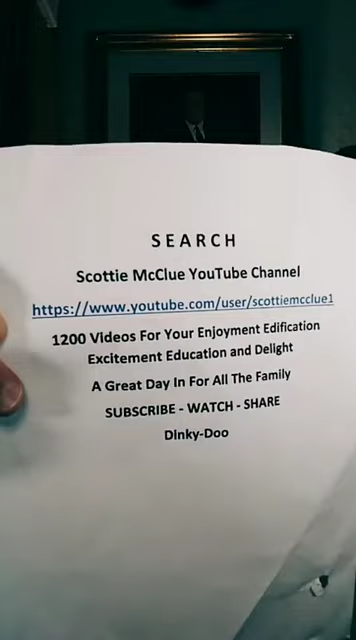 SEARCH
Scottie McClue YouTube Channel
https://www.youtube.com/user/scottiemcclue1
1200 Videos For Your Enjoyment Edification
Excitement Education and Delight
A Great Day In For All The Family
SUBSCRIBE - WATCH - SHARE
Dinky-Doo